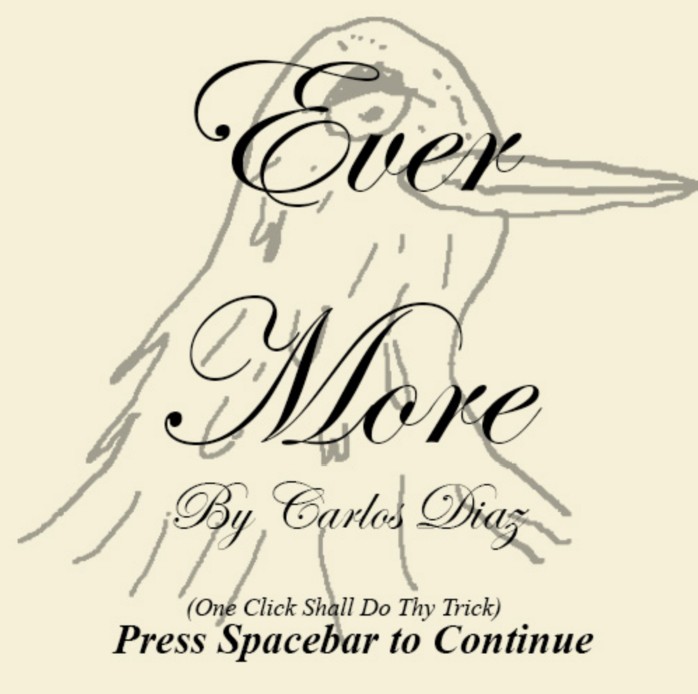 Ever
More
By Carlos Diaz
(One Click Shall Do Thy Trick)
Press Spacebar to Continue